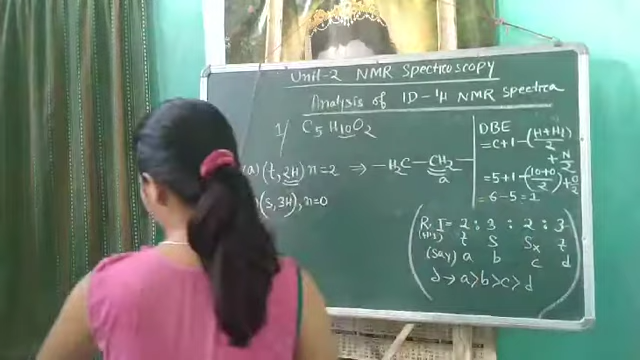 Unit-2 NMR Spectroscopy
Analysis of 1D-¹H NMR spectra
1/ C5H10O2
(a) (t, 2H) n=2 ⇒ -H2C-CH2-
a
(s, 3H), n=0
DBE
= C+1-(H+H1)/2
+N/2
=5+1-(10+0)/2+0/2
=6-5=1
R.I= 2:3:2:3
(H's) t s Sx t
(say) a b c d
d→a>b>c>d